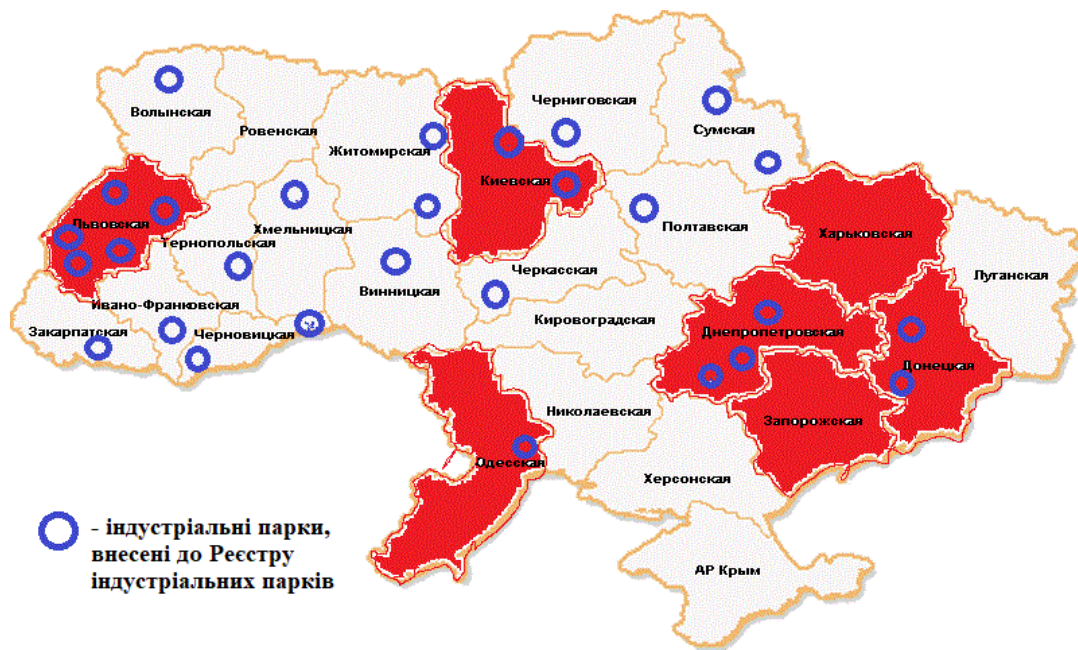 Волынская
Ровенская
Житомирская
Черниговская
Сумская
Киевская
Львовская
Тернопольская
Хмельницкая
Полтавская
Харьковская
Луганская
Винницкая
Черкасская
Ивано-Франковская
Закарпатская
Черновицкая
Кировоградская
Днепропетровская
Донецкая
Николаевская
Запорожская
Одесская
Херсонская
АР Крым
- індустріальні парки,
внесені до Реєстру
індустріальних парків